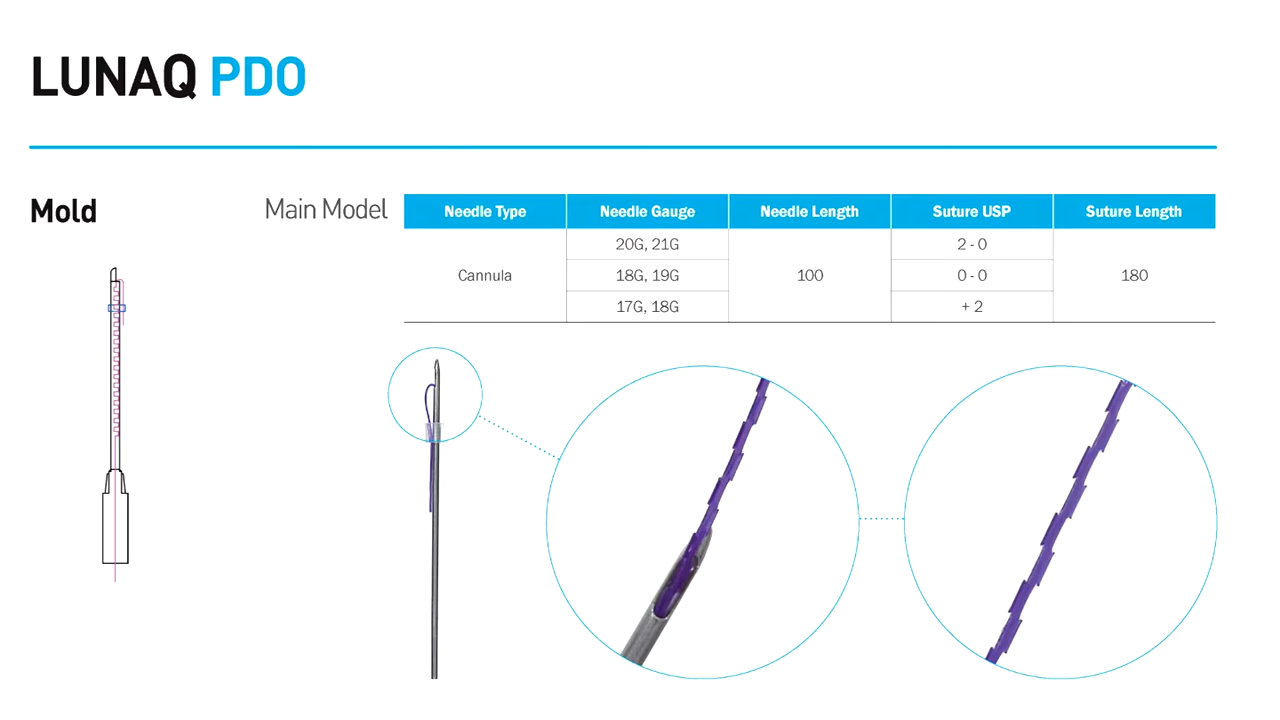 LUNAQ PDO
Mold
Main Model
Needle Type Needle Gauge Needle Length Suture USP Suture Length
20G, 21G 2 - 0
Cannula 18G, 19G 100 0 - 0 180
17G, 18G + 2